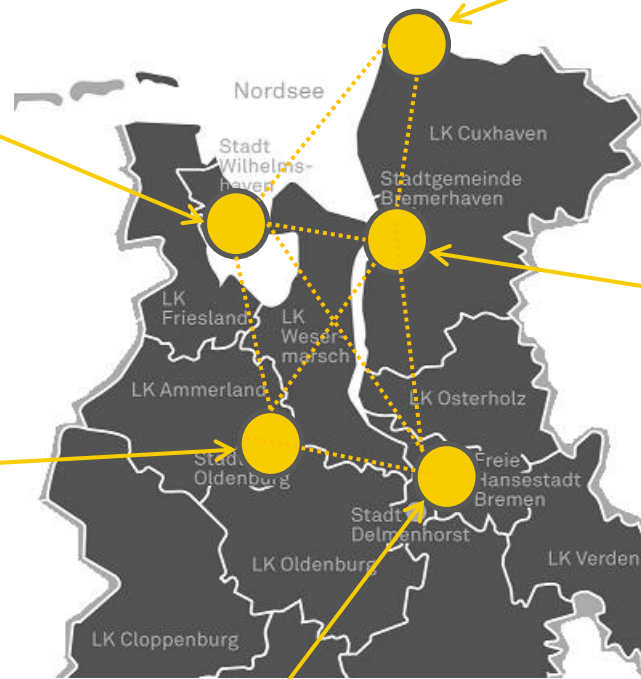 Nordsee
LK Cuxhaven
Stadt
Wilhelms-
haven
Stadtgemeinde
Bremerhaven
LK
Friesland
LK
Weser-
marsch
LK Ammerland
LK Osterholz
Stadt
Oldenburg
Freie
Hansestadt
Bremen
Stadt
Delmenhorst
LK Oldenburg
LK Verden
LK Cloppenburg